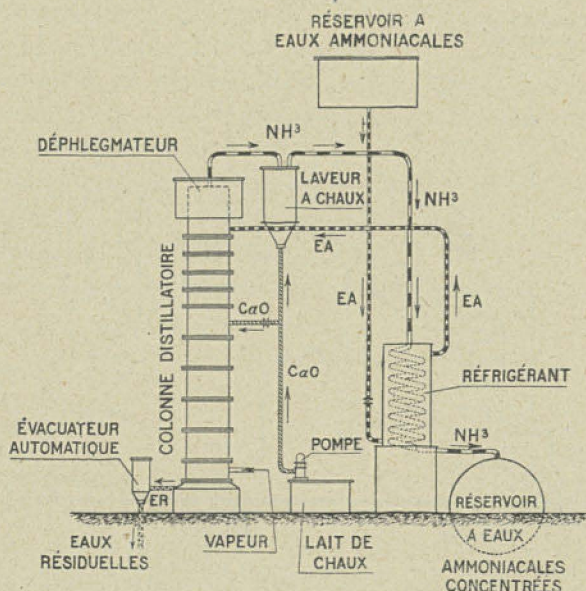 RÉSERVOIR A
EAUX AMMONIACALES
NH³
DÉPHLEGMATEUR
LAVEUR
A CHAUX
NH³
EA
EA
EA
COLONNE DISTILLATOIRE
CaO
CaO
RÉFRIGÉRANT
ÉVACUATEUR
AUTOMATIQUE
POMPE
NH³
ER
RÉSERVOIR
A EAUX
EAUX
RÉSIDUELLES
VAPEUR
LAIT DE
CHAUX
AMMONIACALES
CONCENTRÉES